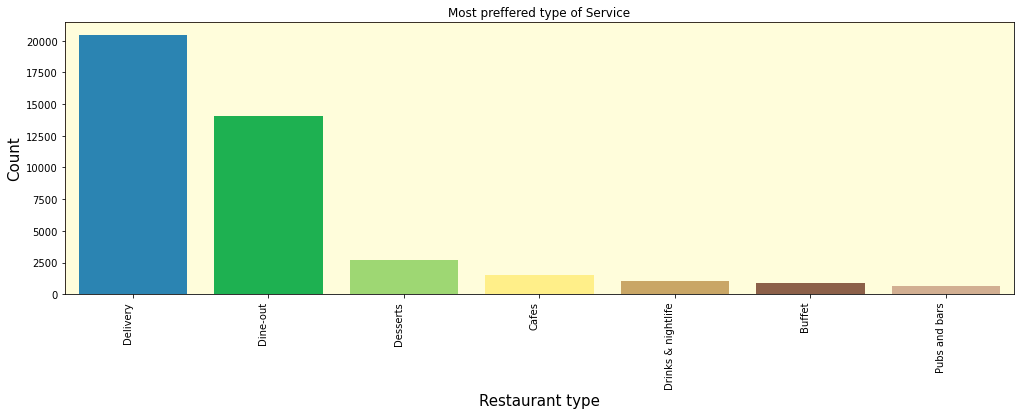 Most preffered type of Service
20000
17500
15000
12500
10000
7500
5000
2500
0
Count
Delivery
Dine-out
Desserts
Cafes
Drinks & nightlife
Buffet
Pubs and bars
Restaurant type